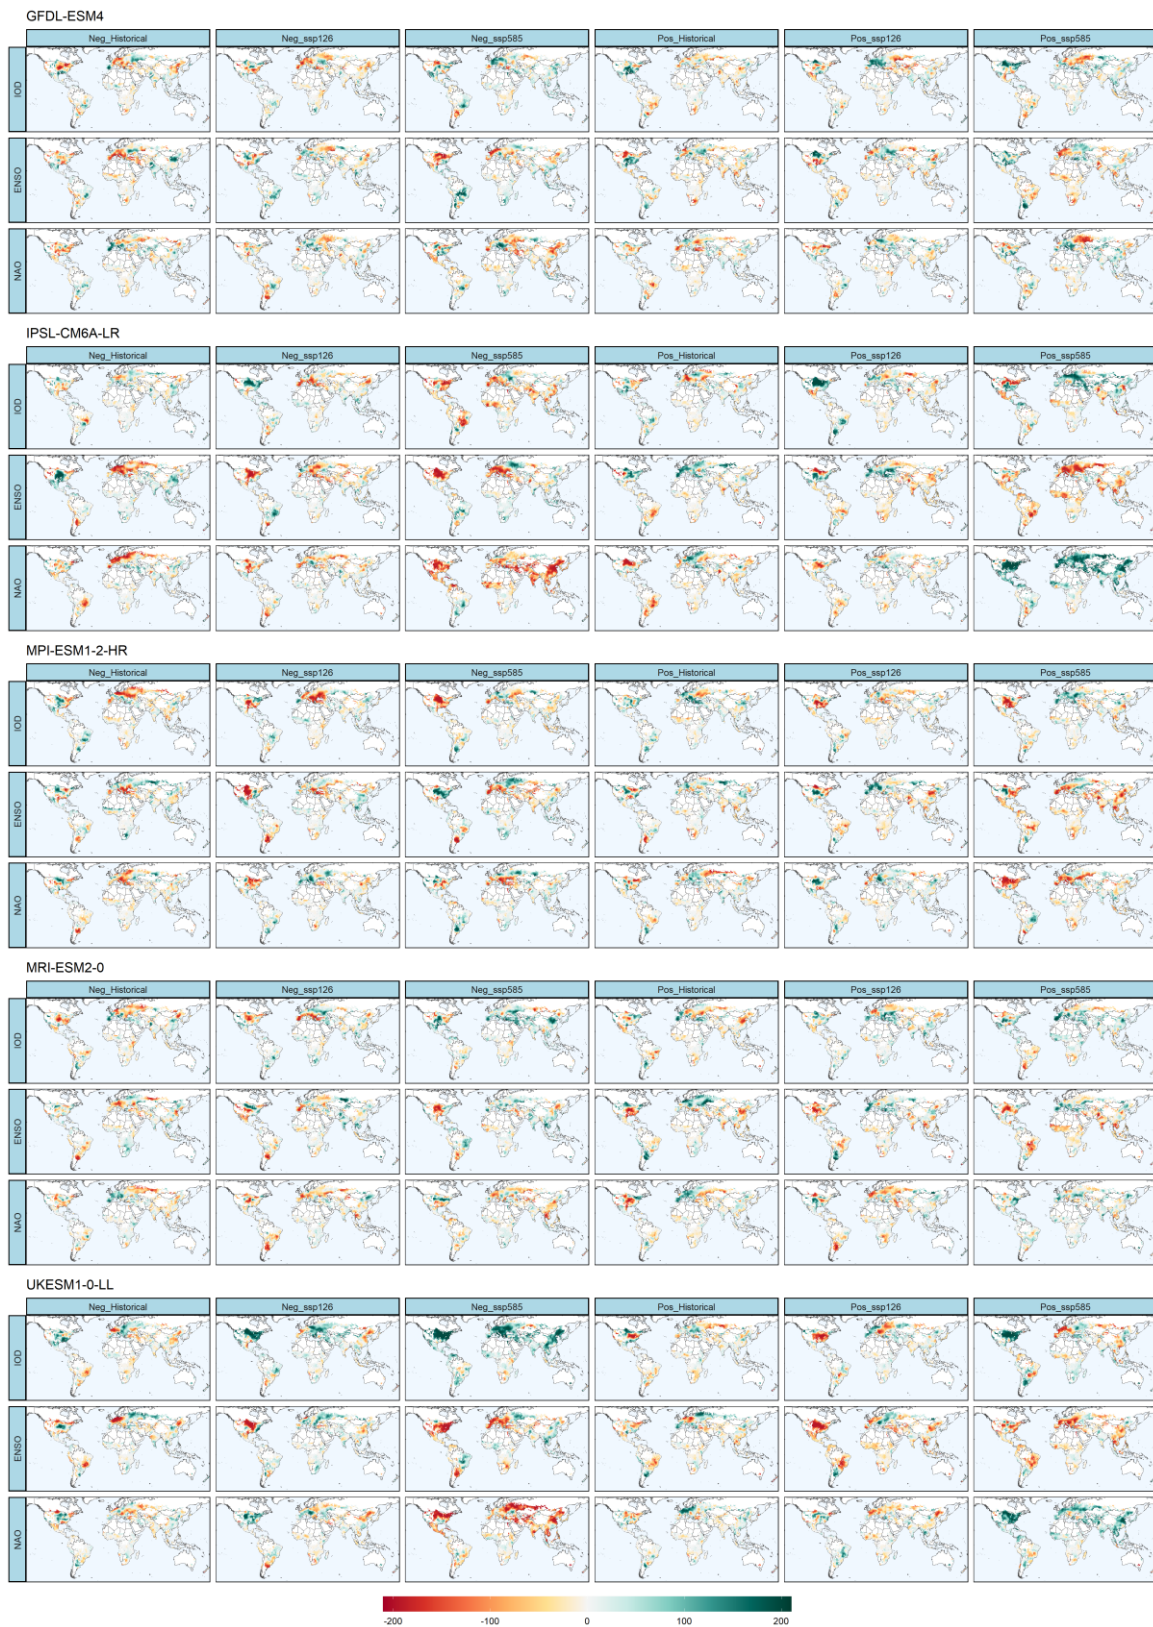 GFDL-ESM4
Neg_Historical Neg_ssp126 Neg_ssp585 Pos_Historical Pos_ssp126 Pos_ssp585
IOD
ENSO
NAO
IPSL-CM6A-LR
Neg_Historical Neg_ssp126 Neg_ssp585 Pos_Historical Pos_ssp126 Pos_ssp585
IOD
ENSO
NAO
MPI-ESM1-2-HR
Neg_Historical Neg_ssp126 Neg_ssp585 Pos_Historical Pos_ssp126 Pos_ssp585
IOD
ENSO
NAO
MRI-ESM2-0
Neg_Historical Neg_ssp126 Neg_ssp585 Pos_Historical Pos_ssp126 Pos_ssp585
IOD
ENSO
NAO
UKESM1-0-LL
Neg_Historical Neg_ssp126 Neg_ssp585 Pos_Historical Pos_ssp126 Pos_ssp585
IOD
ENSO
NAO
-200 -100 0 100 200